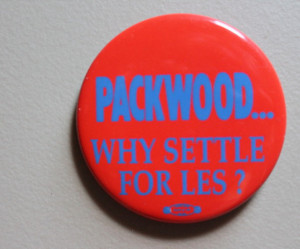 PACKWOOD...
WHY SETTLE
FOR LES ?